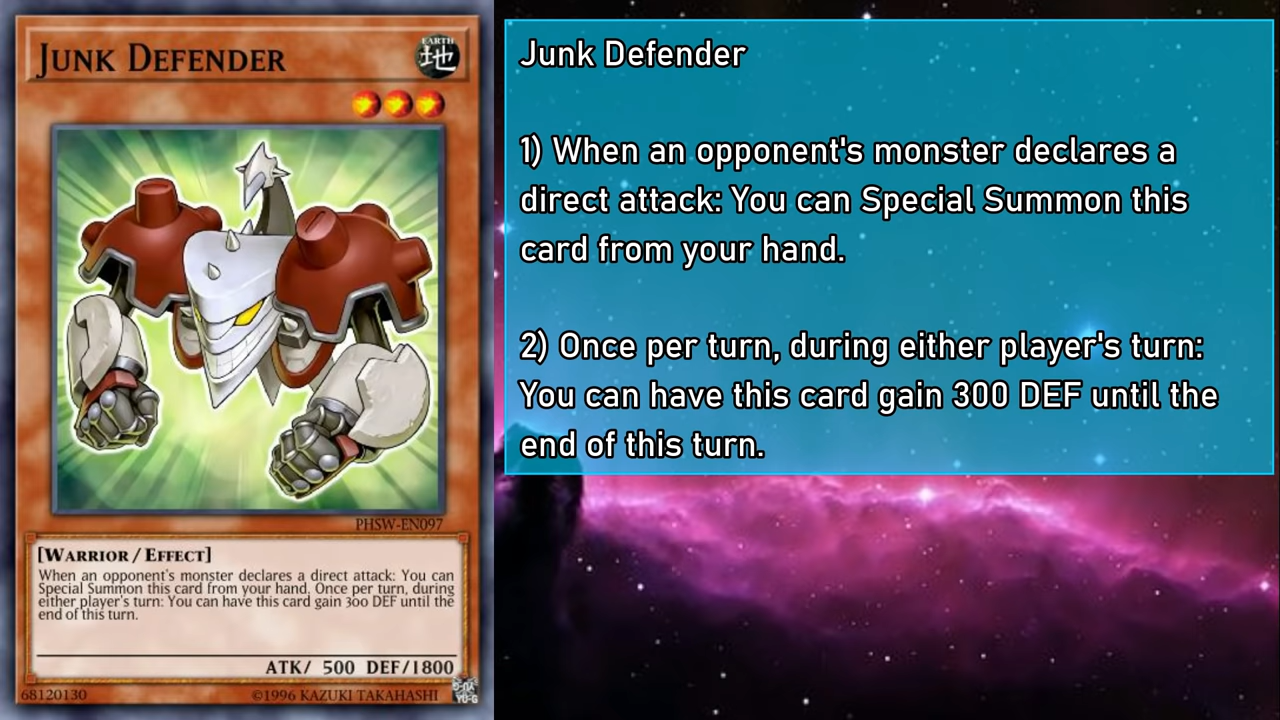 JUNK DEFENDER
EARTH
地
PHSW-EN097
[WARRIOR / EFFECT]
When an opponent's monster declares a direct attack: You can
Special Summon this card from your hand. Once per turn, during
either player's turn: You can have this card gain 300 DEF until the
end of this turn.
ATK/ 500 DEF/1800
68120130
©1996 KAZUKI TAKAHASHI
Junk Defender
1) When an opponent's monster declares a
direct attack: You can Special Summon this
card from your hand.
2) Once per turn, during either player's turn:
You can have this card gain 300 DEF until the
end of this turn.